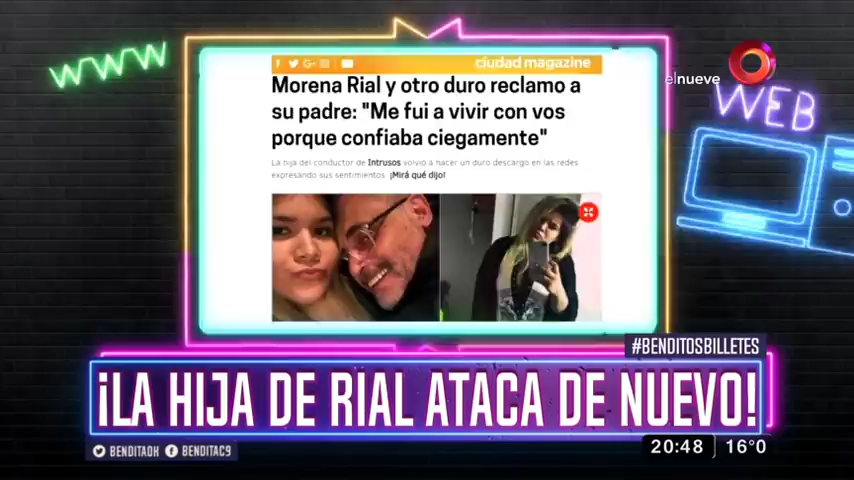 WWW
ciudad magazine
elnueve
WEB
Morena Rial y otro duro reclamo a
su padre: "Me fui a vivir con vos
porque confiaba ciegamente"
La hija del conductor de Intrusos volvió a hacer un duro descargo en las redes
expresando sus sentimientos. ¡Mirá qué dijo!
#BENDITOSBILLETES
¡LA HIJA DE RIAL ATACA DE NUEVO!
BENDITAOK BENDITAC9
20:48 16°0